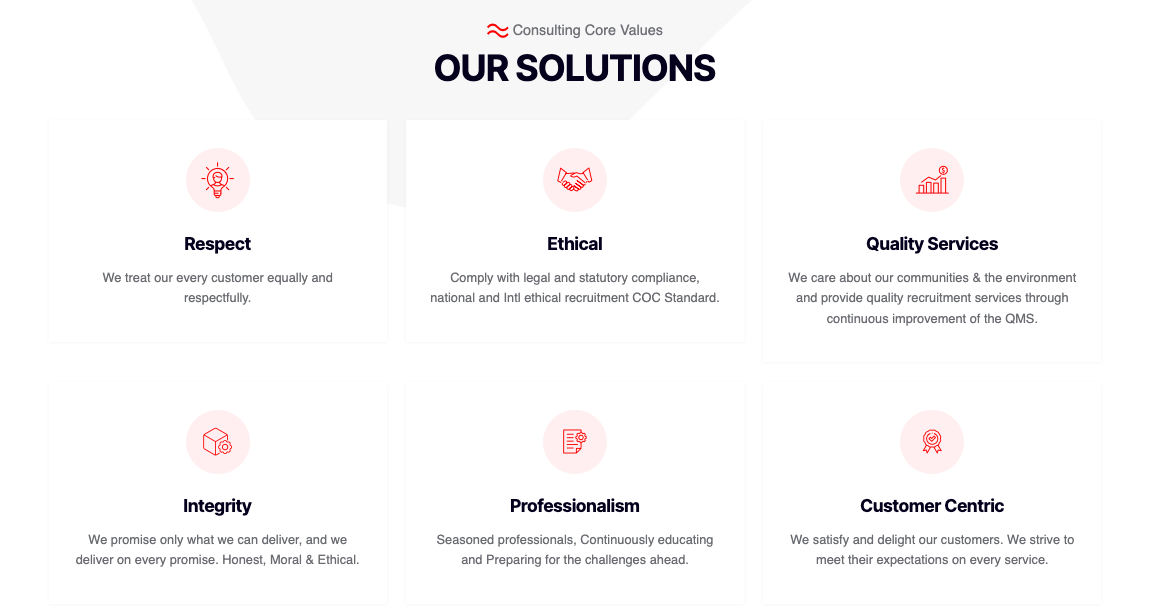 Consulting Core Values
OUR SOLUTIONS
Respect
We treat our every customer equally and
respectfully.
Ethical
Comply with legal and statutory compliance,
national and Intl ethical recruitment COC Standard.
$
Quality Services
We care about our communities & the environment
and provide quality recruitment services through
continuous improvement of the QMS.
Integrity
We promise only what we can deliver, and we
deliver on every promise. Honest, Moral & Ethical.
Professionalism
Seasoned professionals, Continuously educating
and Preparing for the challenges ahead.
Customer Centric
We satisfy and delight our customers. We strive to
meet their expectations on every service.